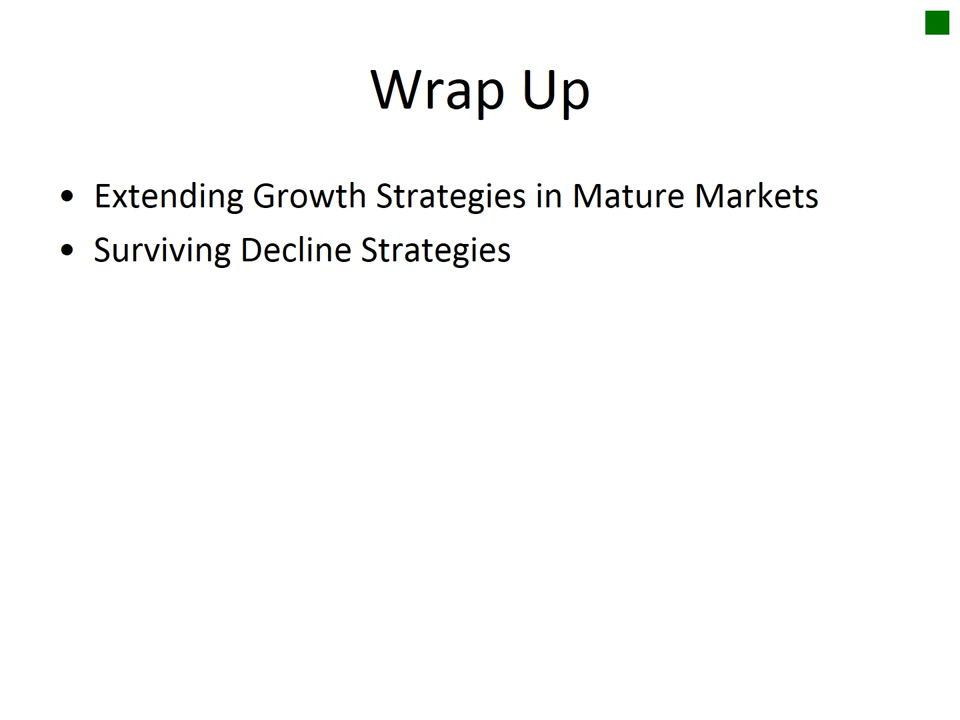 Wrap Up
• Extending Growth Strategies in Mature Markets
• Surviving Decline Strategies